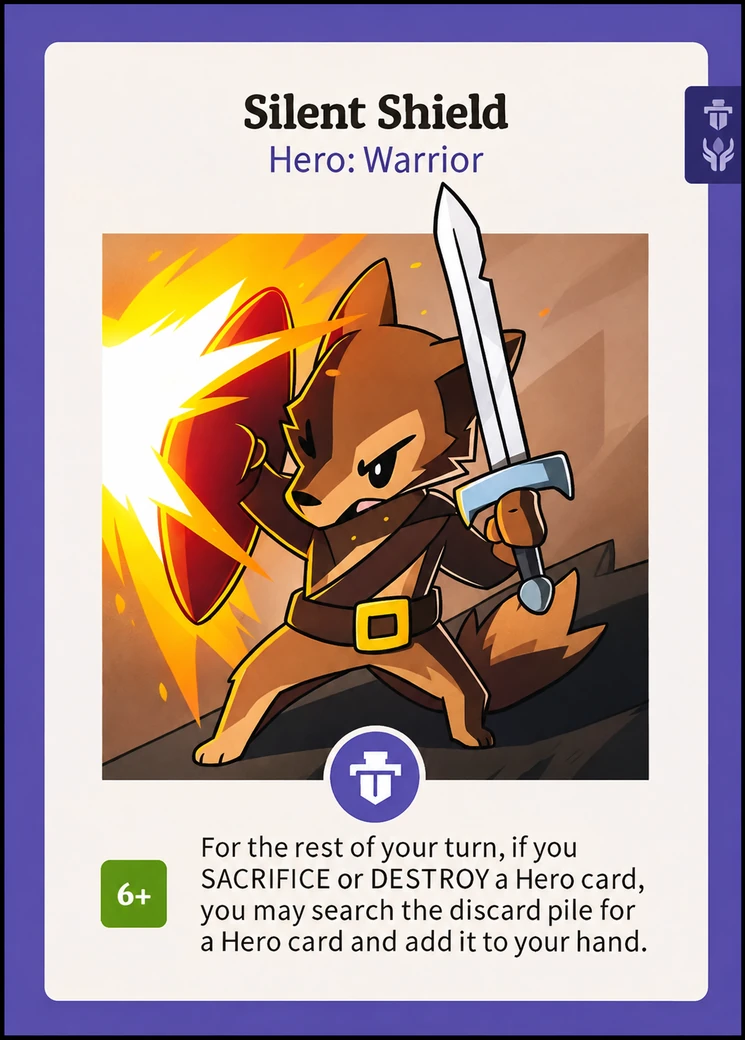 Silent Shield
Hero: Warrior
For the rest of your turn, if you
SACRIFICE or DESTROY a Hero card,
6+
you may search the discard pile for
a Hero card and add it to your hand.